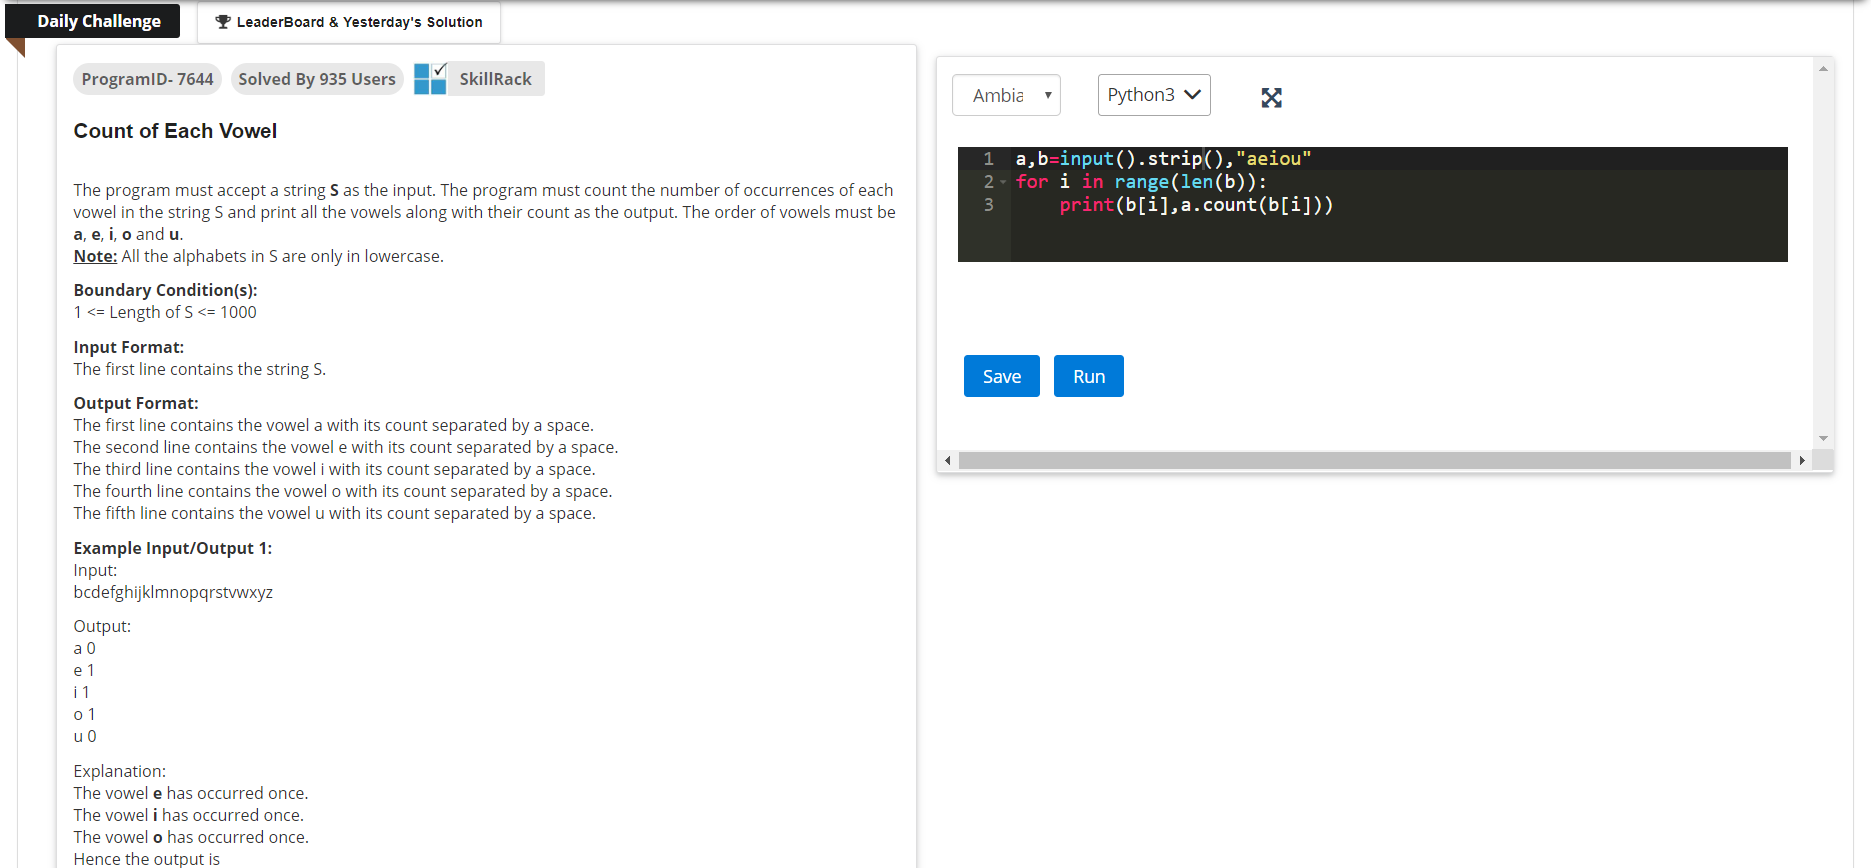 Daily Challenge
LeaderBoard & Yesterday's Solution
ProgramID- 7644
Solved By 935 Users
SkillRack
Count of Each Vowel
The program must accept a string S as the input. The program must count the number of occurrences of each
vowel in the string S and print all the vowels along with their count as the output. The order of vowels must be
a, e, i, o and u.
Note: All the alphabets in S are only in lowercase.
Boundary Condition(s):
1 <= Length of S <= 1000
Input Format:
The first line contains the string S.
Output Format:
The first line contains the vowel a with its count separated by a space.
The second line contains the vowel e with its count separated by a space.
The third line contains the vowel i with its count separated by a space.
The fourth line contains the vowel o with its count separated by a space.
The fifth line contains the vowel u with its count separated by a space.
Example Input/Output 1:
Input:
bcdefghijklmnopqrstvwxyz
Output:
a 0
e 1
i 1
o 1
u 0
Explanation:
The vowel e has occurred once.
The vowel i has occurred once.
The vowel o has occurred once.
Hence the output is
Ambia
Python3
1 a,b=input().strip(),"aeiou"
2 for i in range(len(b)):
3     print(b[i],a.count(b[i]))
Save
Run